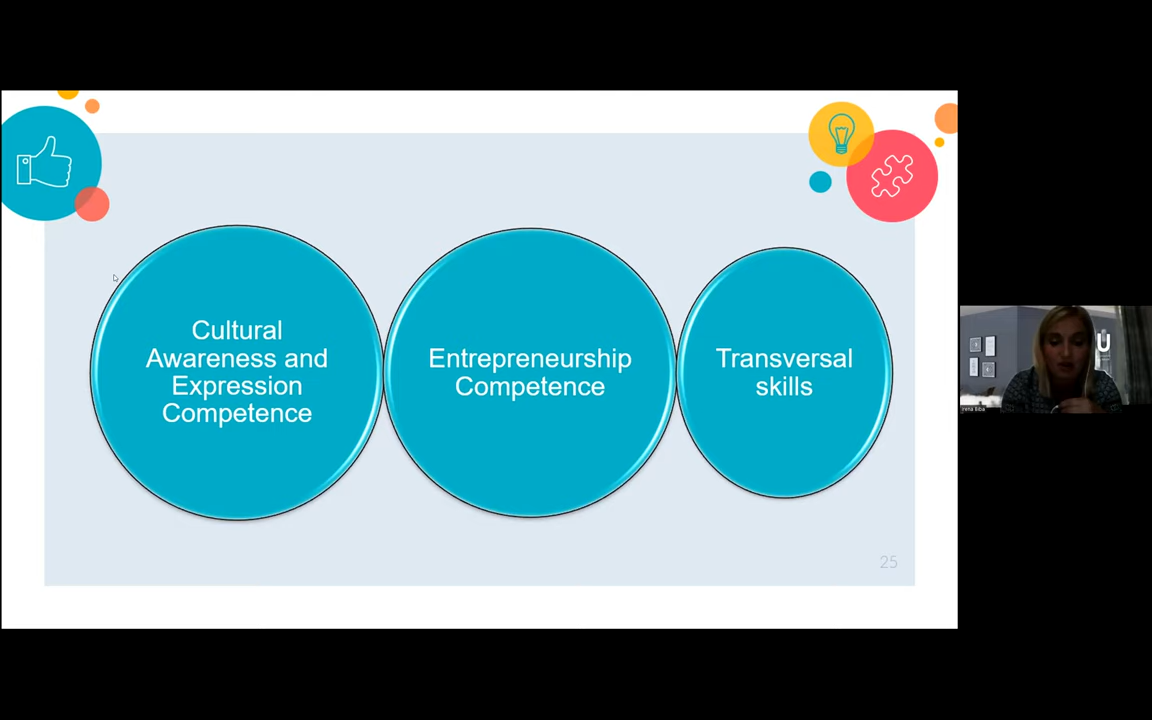 Cultural
Awareness and
Expression
Competence
Entrepreneurship
Competence
Transversal
skills
25
U